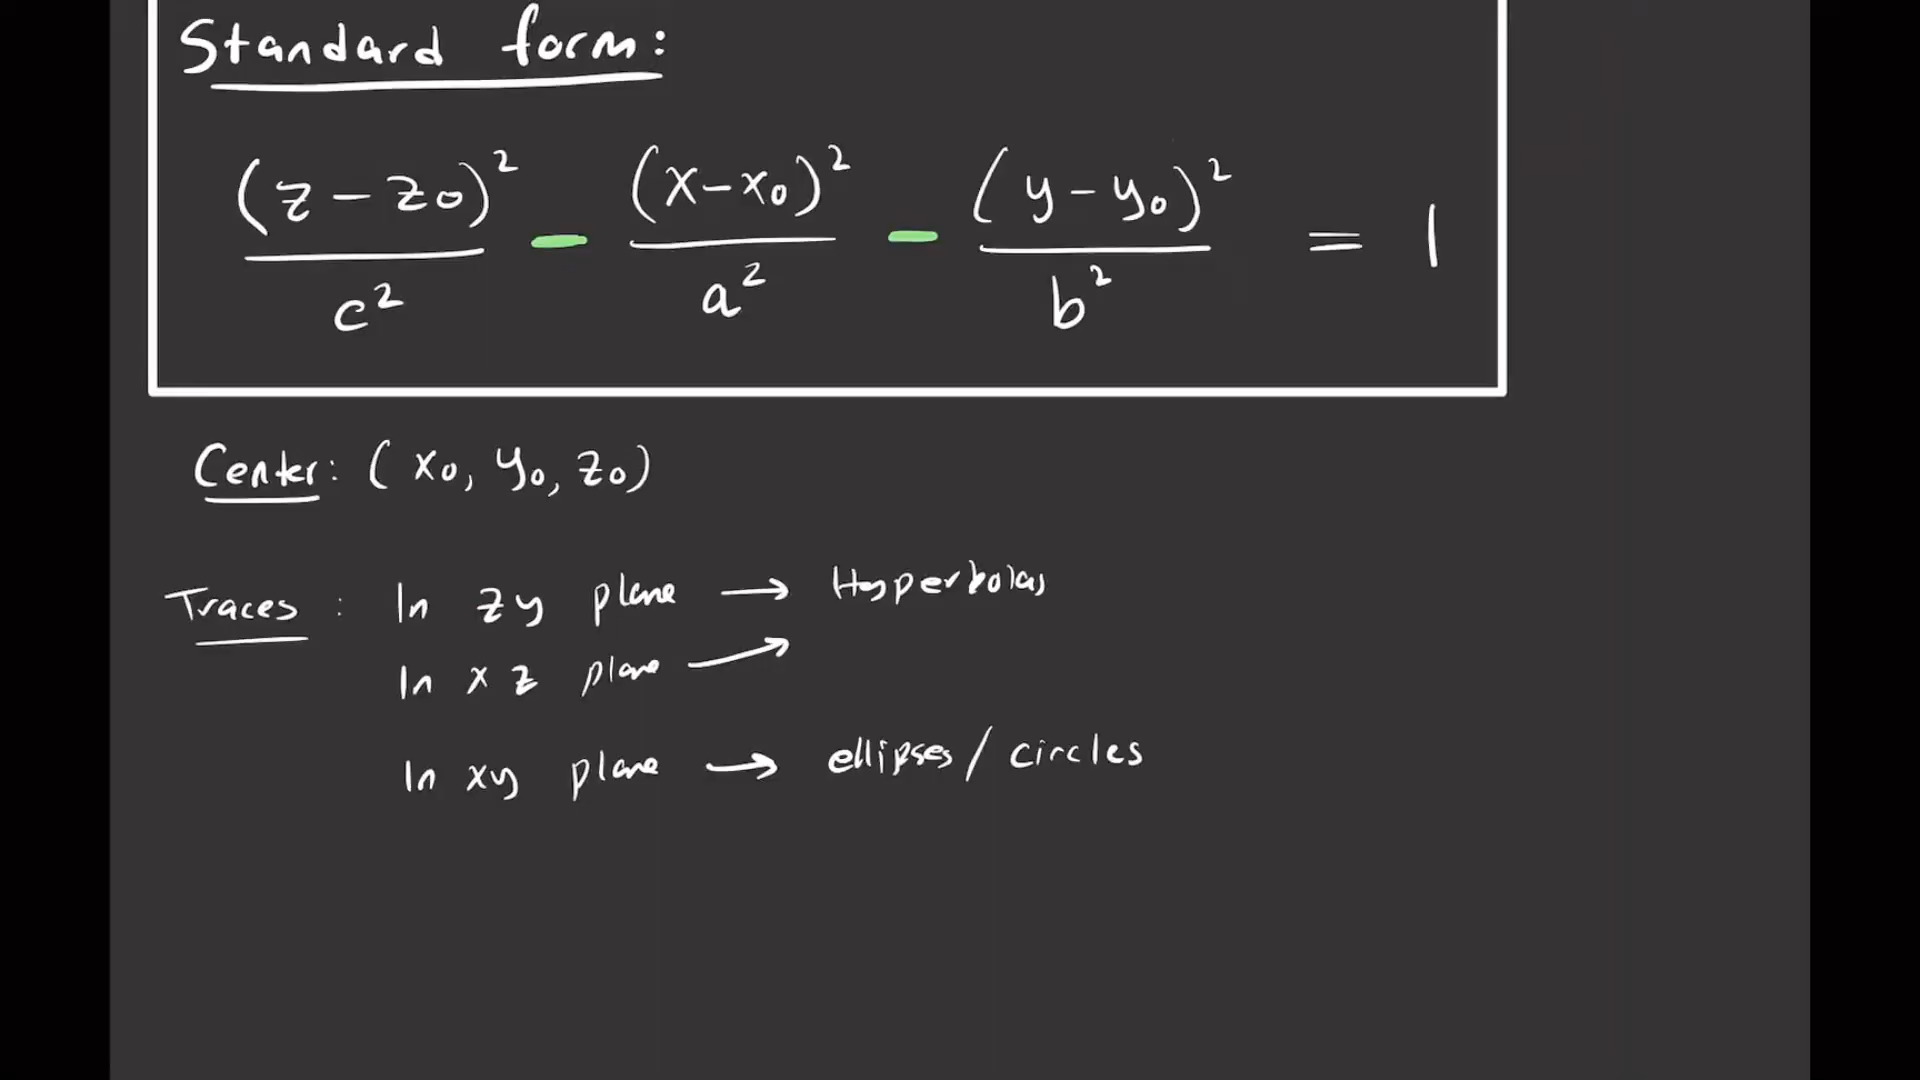 Standard form:
(z - z0)²/c² - (x-x0)²/a² - (y-y0)²/b² = 1
Center: (x0, y0, z0)
Traces: In zy plane → Hyperbolas
In xz plane →
In xy plane → ellipses / circles